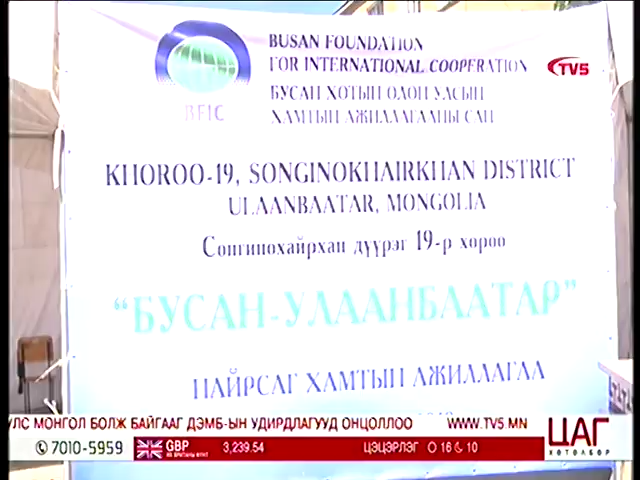 BUSAN FOUNDATION
FOR INTERNATIONAL COOPERATION
TV5
БУСАН ХОТЫН ОЛОН УЛСЫН
ХАМТЫН АЖИЛЛАГААНЫ САН
BFIC
KHOROO-19, SONGINOKHAIRKHAN DISTRICT
ULAANBAATAR, MONGOLIA
Сонгинохайрхан дүүрэг 19-р хороо
“БУСАН-УЛААНБААТАР”
НАЙРСАГ ХАМТЫН АЖИЛЛАГАА
УЛС МОНГОЛ БОЛЖ БАЙГААГ ДЭМБ-ЫН УДИРДЛАГУУД ОНЦОЛЛОО WWW.TV5.MN
7010-5959 GBP 3,239.54 ЦЭЦЭРЛЭГ 16 10
ЦАГ
ХӨТӨЛБӨР